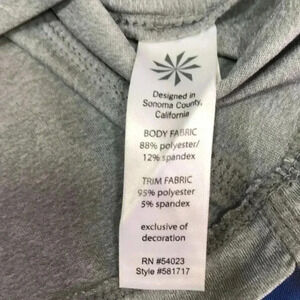 Designed in
Sonoma County,
California
BODY FABRIC
88% polyester/
12% spandex
TRIM FABRIC
95% polyester
5% spandex
exclusive of
decoration
RN #54023
Style #581717